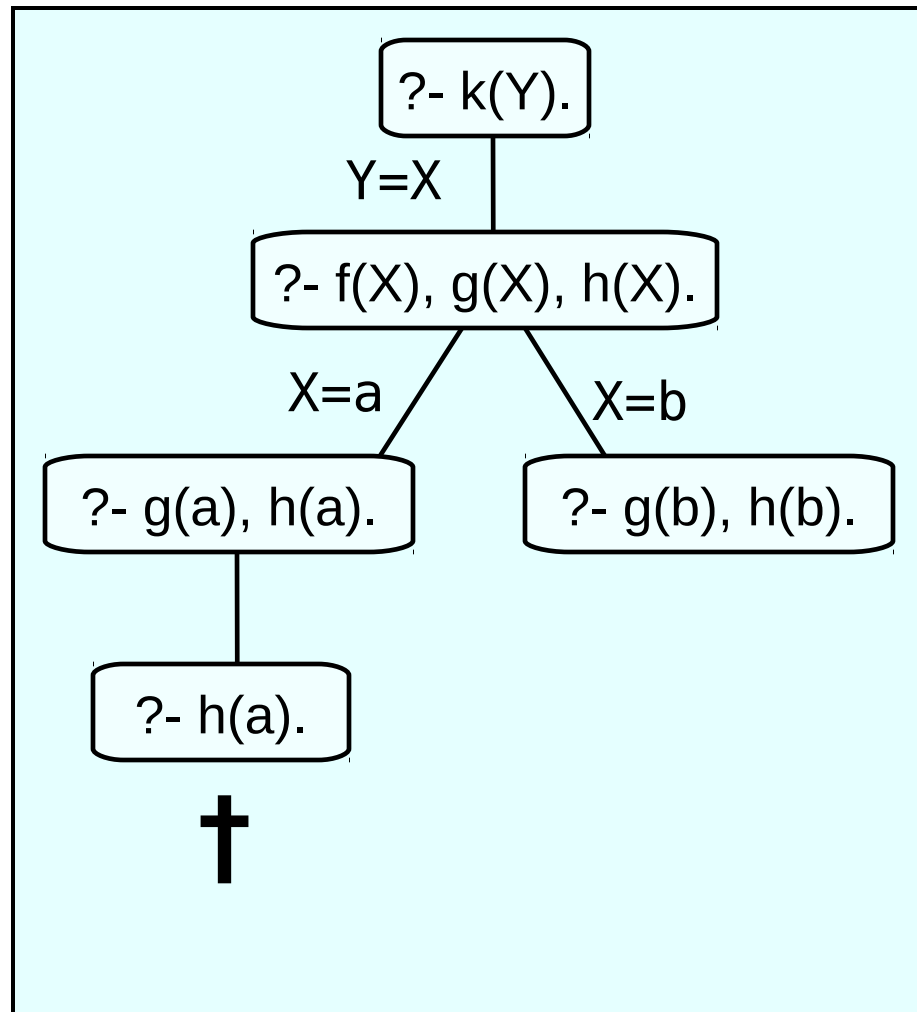 ?- k(Y).
Y=X
?- f(X), g(X), h(X).
X=a
X=b
?- g(a), h(a).
?- g(b), h(b).
?- h(a).
†